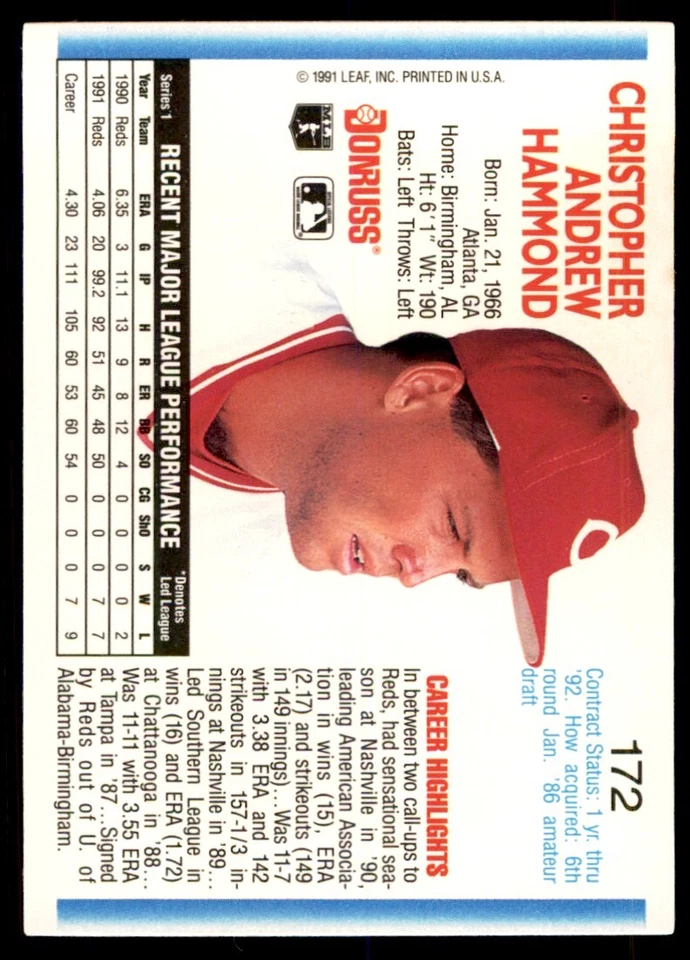 172
CHRISTOPHER
ANDREW
HAMMOND
Contract Status: 1 yr. thru
'92. How acquired: 6th
round Jan. '86 amateur
draft
Born: Jan. 21, 1966
Atlanta, GA
Home: Birmingham, AL
Ht: 6'1" Wt: 190
Bats: Left Throws: Left
DONRUSS®
MLB
© 1991 LEAF, INC. PRINTED IN U.S.A.
CAREER HIGHLIGHTS
In between two call-ups to
Reds, had sensational sea-
son at Nashville in '90,
leading American Associa-
tion in wins (15), ERA
(2.17) and strikeouts (149
in 149 innings)... Was 11-7
with 3.38 ERA and 142
strikeouts in 157-1/3 in-
nings at Nashville in '89...
Led Southern League in
wins (16) and ERA (1.72)
at Chattanooga in '88...
Was 11-11 with 3.55 ERA
at Tampa in '87... Signed
by Reds out of U. of
Alabama-Birmingham.
Series 1 RECENT MAJOR LEAGUE PERFORMANCE *Denotes
Led League
Year Team ERA G IP H R ER BB SO CG ShO S W L
1990 Reds 6.35 3 11.1 13 9 8 12 4 0 0 0 0 2
1991 Reds 4.06 20 99.2 92 51 45 48 50 0 0 0 7 7
Career 4.30 23 111 105 60 53 60 54 0 0 0 7 9